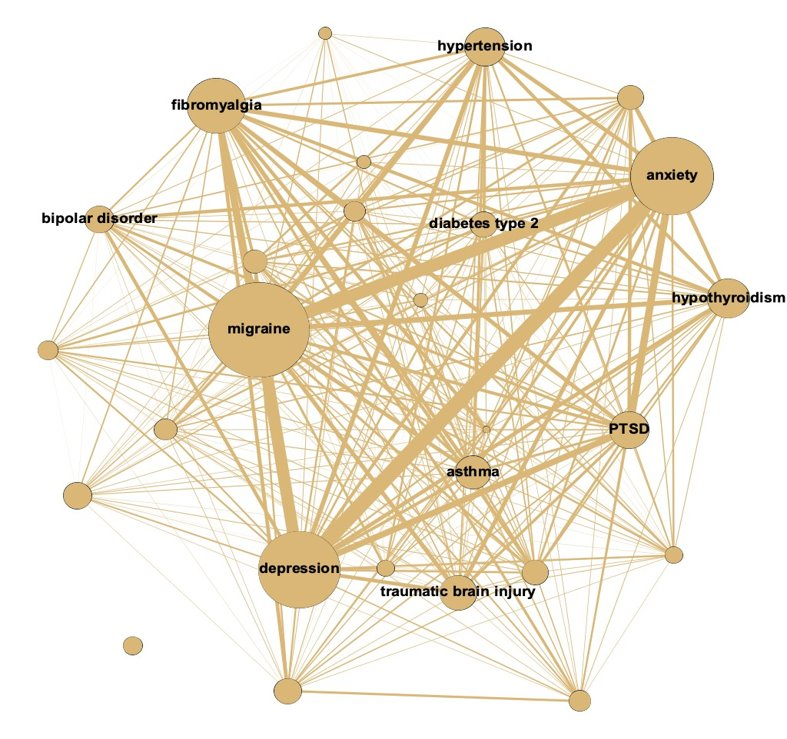 hypertension
fibromyalgia
anxiety
bipolar disorder
diabetes type 2
hypothyroidism
migraine
PTSD
asthma
depression
traumatic brain injury